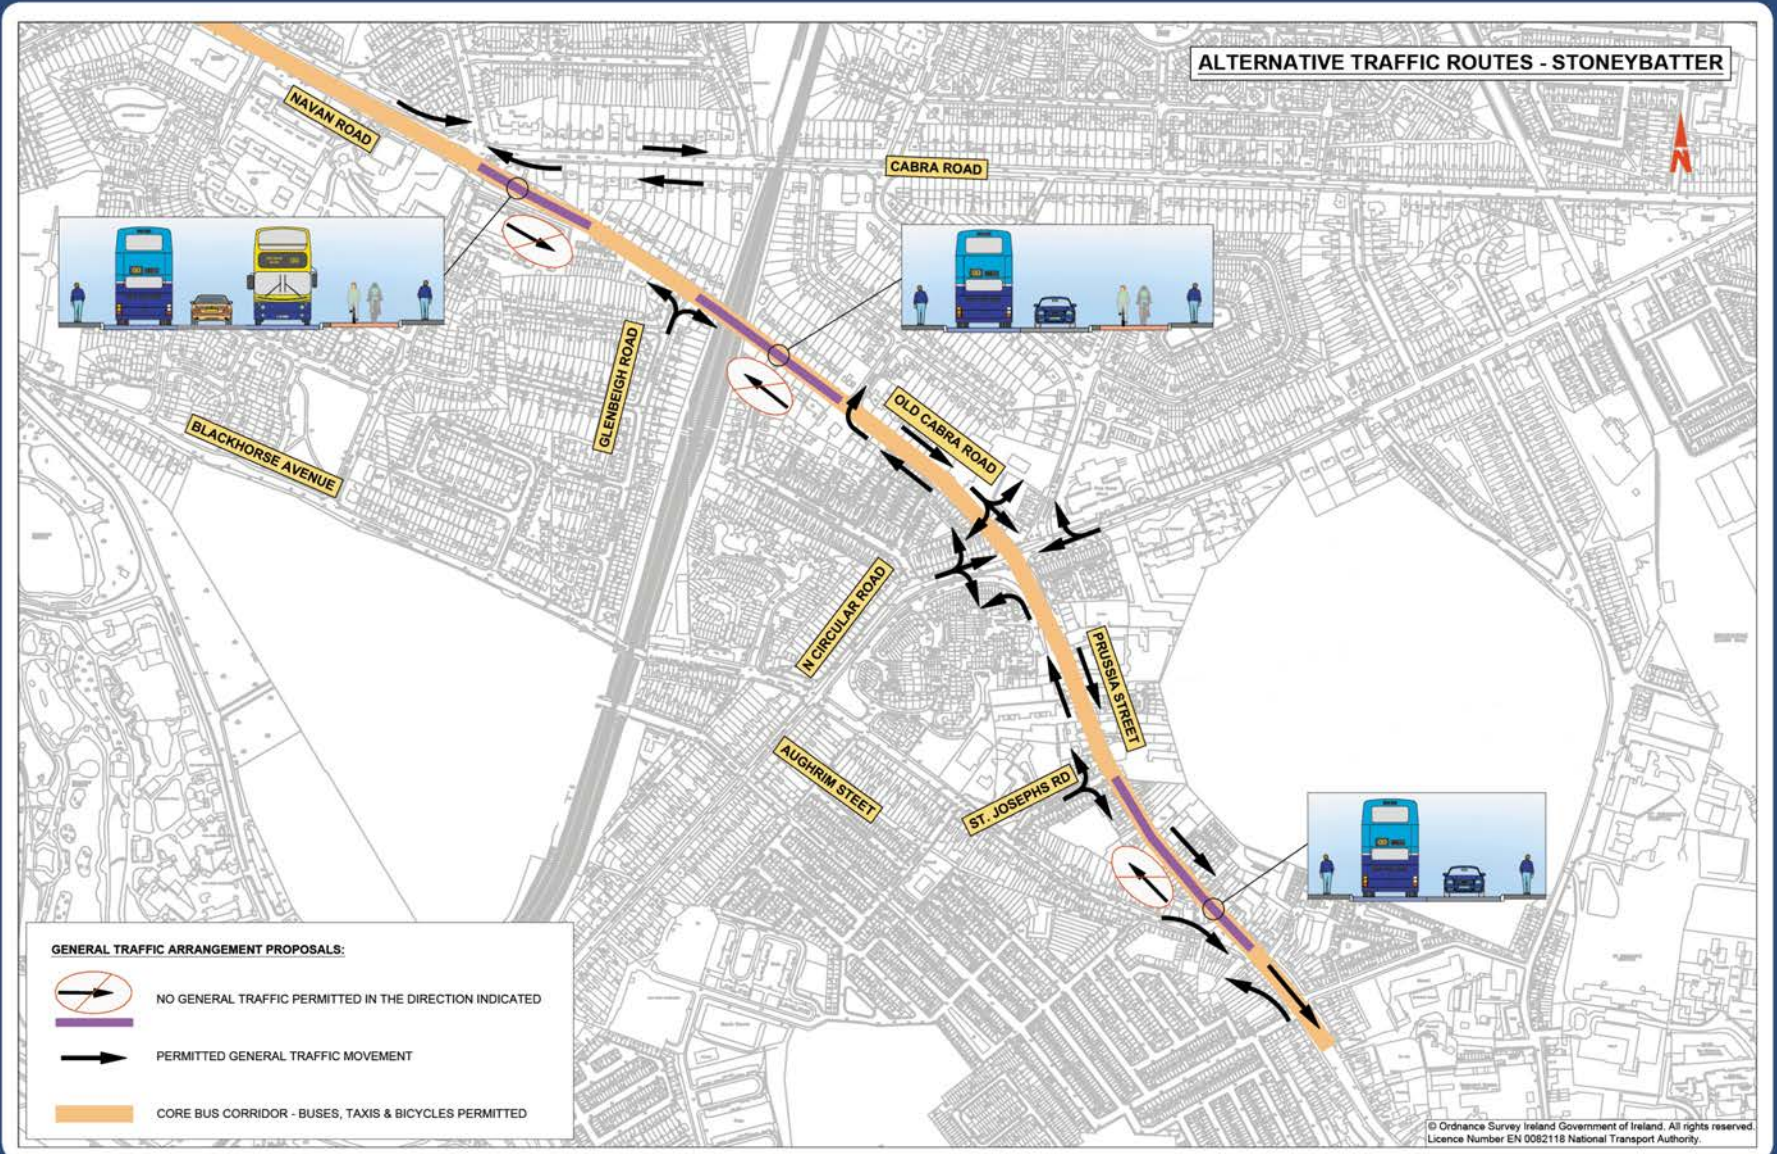 ALTERNATIVE TRAFFIC ROUTES - STONEYBATTER
N
NAVAN ROAD
CABRA ROAD
GLENBEIGH ROAD
BLACKHORSE AVENUE
OLD CABRA ROAD
N CIRCULAR ROAD
PRUSSIA STREET
AUGHRIM STEET
ST. JOSEPHS RD
GENERAL TRAFFIC ARRANGEMENT PROPOSALS:
NO GENERAL TRAFFIC PERMITTED IN THE DIRECTION INDICATED
PERMITTED GENERAL TRAFFIC MOVEMENT
CORE BUS CORRIDOR - BUSES, TAXIS & BICYCLES PERMITTED
© Ordnance Survey Ireland Government of Ireland. All rights reserved.
Licence Number EN 0082118 National Transport Authority.